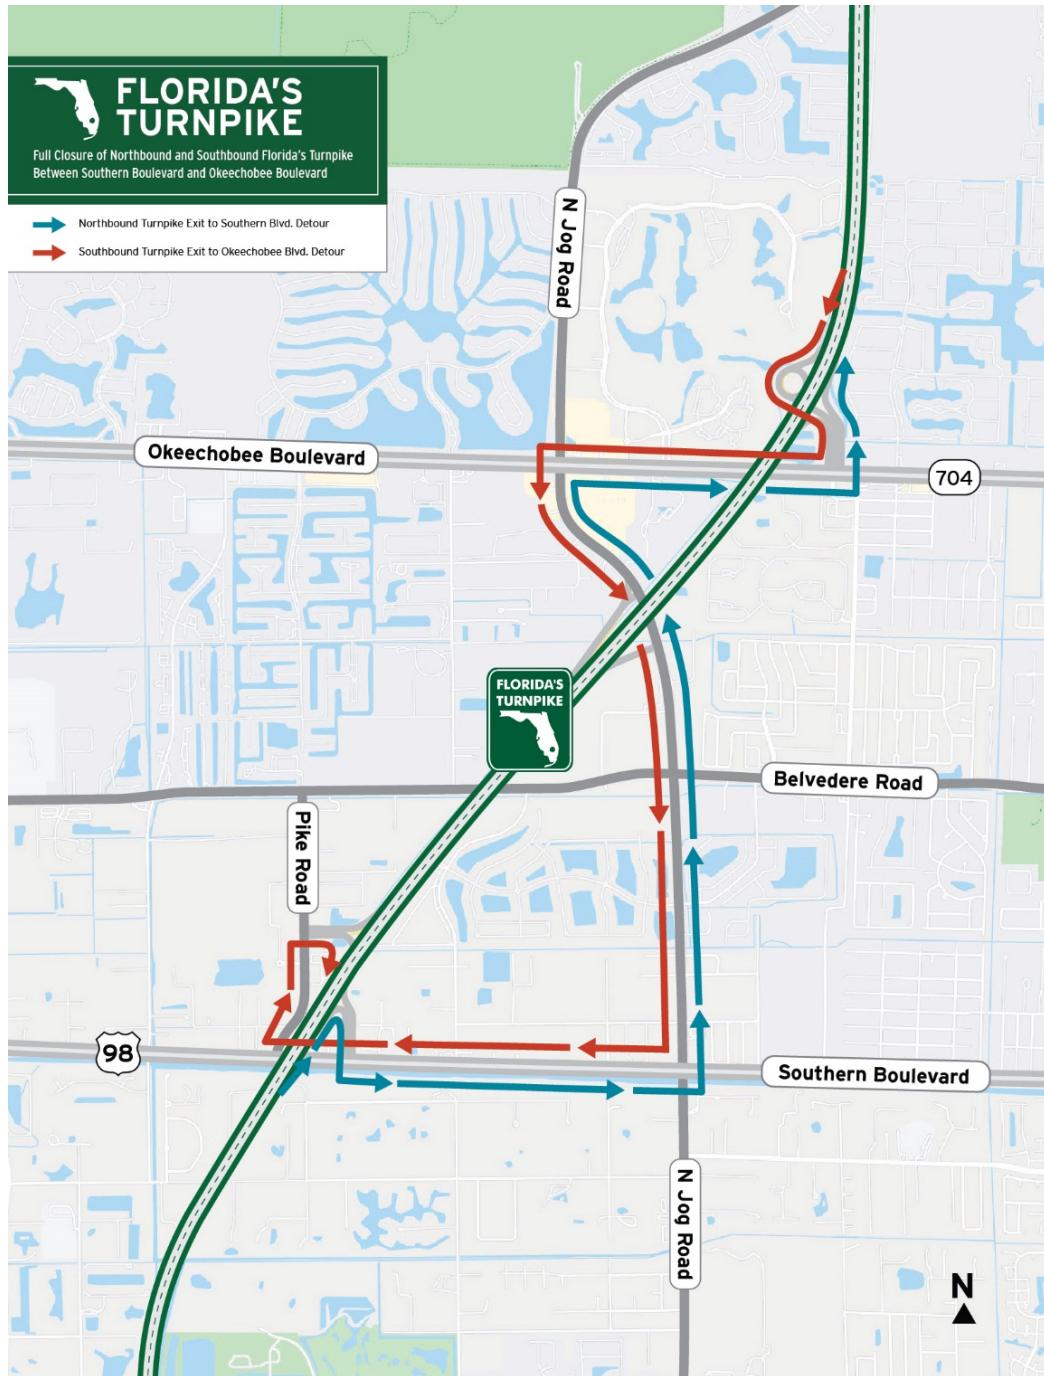 FLORIDA'S
TURNPIKE
Full Closure of Northbound and Southbound Florida's Turnpike
Between Southern Boulevard and Okeechobee Boulevard
Northbound Turnpike Exit to Southern Blvd. Detour
Southbound Turnpike Exit to Okeechobee Blvd. Detour
N Jog Road
Okeechobee Boulevard
704
FLORIDA'S
TURNPIKE
Belvedere Road
Pike Road
98
Southern Boulevard
N Jog Road
N